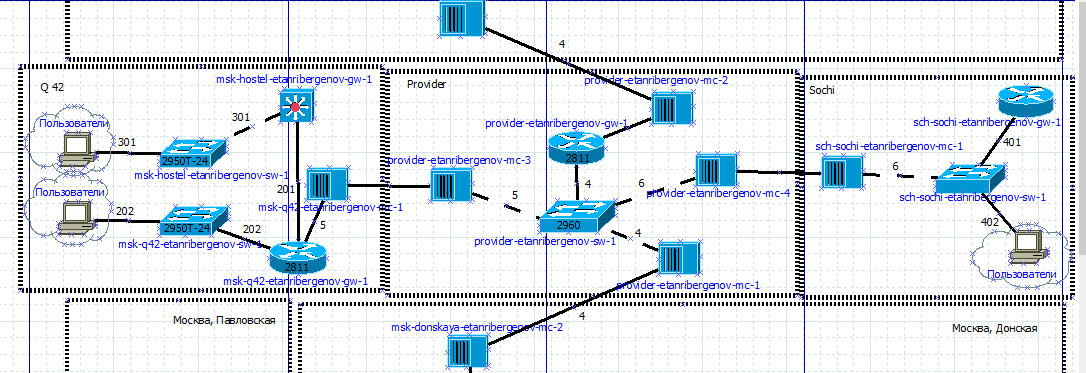 4
provider-etanribergenov-mc-2
Q 42
msk-hostel-etanribergenov-gw-1
Provider
Sochi
Пользователи
301
301
provider-etanribergenov-gw-1
sch-sochi-etanribergenov-gw-1
2950T-24
provider-etanribergenov-mc-3
2811
sch-sochi-etanribergenov-mc-1
401
msk-hostel-etanribergenov-sw-1
201
4
6
6
Пользователи
5
provider-etanribergenov-mc-4
sch-sochi-etanribergenov-sw-1
202
2950T-24
msk-q42-etanribergenov-mc-1
402
202
5
2960
4
msk-q42-etanribergenov-sw-1
provider-etanribergenov-sw-1
2811
Пользователи
msk-q42-etanribergenov-gw-1
provider-etanribergenov-mc-1
Москва, Павловская
4
msk-donskaya-etanribergenov-mc-2
Москва, Донская